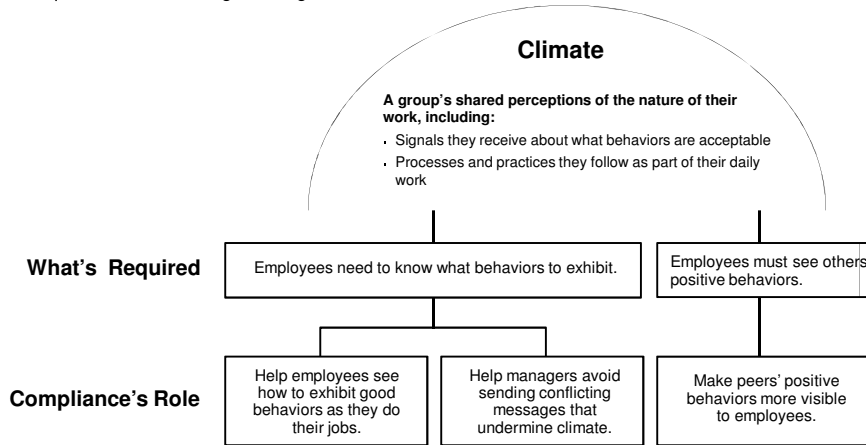 Climate
A group's shared perceptions of the nature of their
work, including:
• Signals they receive about what behaviors are acceptable
• Processes and practices they follow as part of their daily
work
What's Required
Employees need to know what behaviors to exhibit.
Employees must see others
positive behaviors.
Compliance's Role
Help employees see
how to exhibit good
behaviors as they do
their jobs.
Help managers avoid
sending conflicting
messages that
undermine climate.
Make peers' positive
behaviors more visible
to employees.